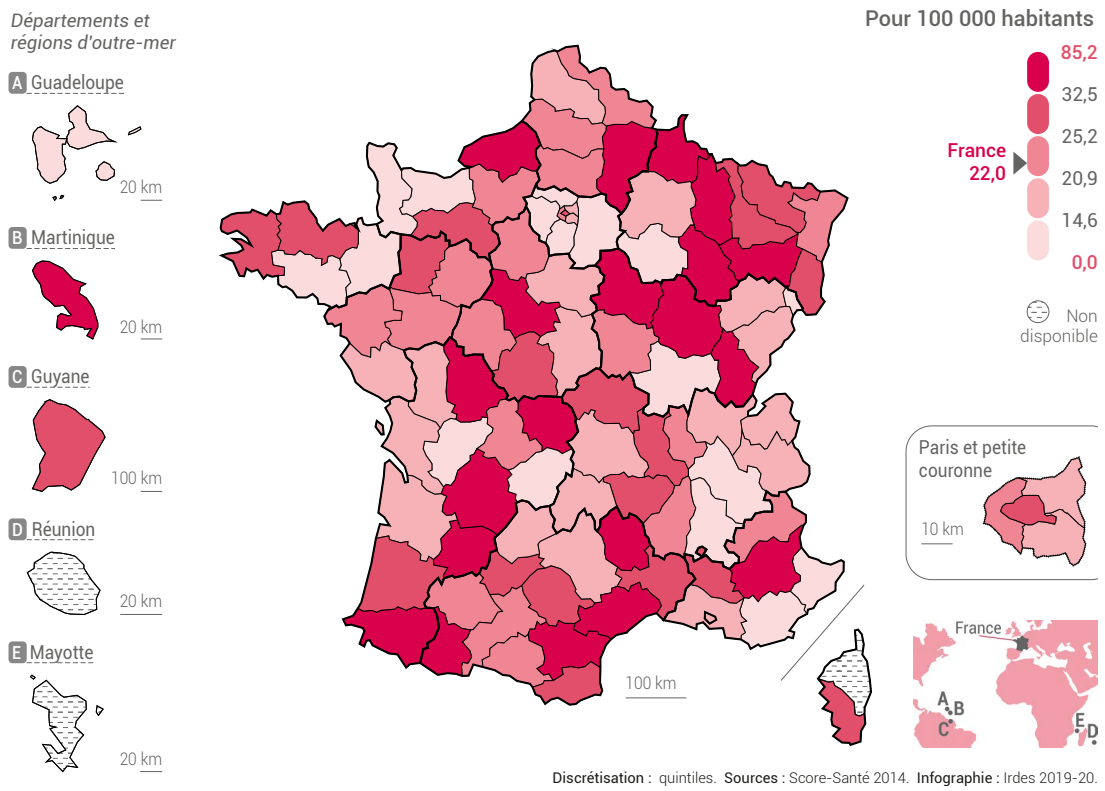 Départements et
régions d'outre-mer
A Guadeloupe
20 km
B Martinique
20 km
C Guyane
100 km
D Réunion
20 km
E Mayotte
20 km
Pour 100 000 habitants
85,2
32,5
25,2
France
22,0
20,9
14,6
0,0
Non
disponible
Paris et petite
couronne
10 km
100 km
France
A
B
C
E
D
Discrétisation : quintiles. Sources : Score-Santé 2014. Infographie : Irdes 2019-20.